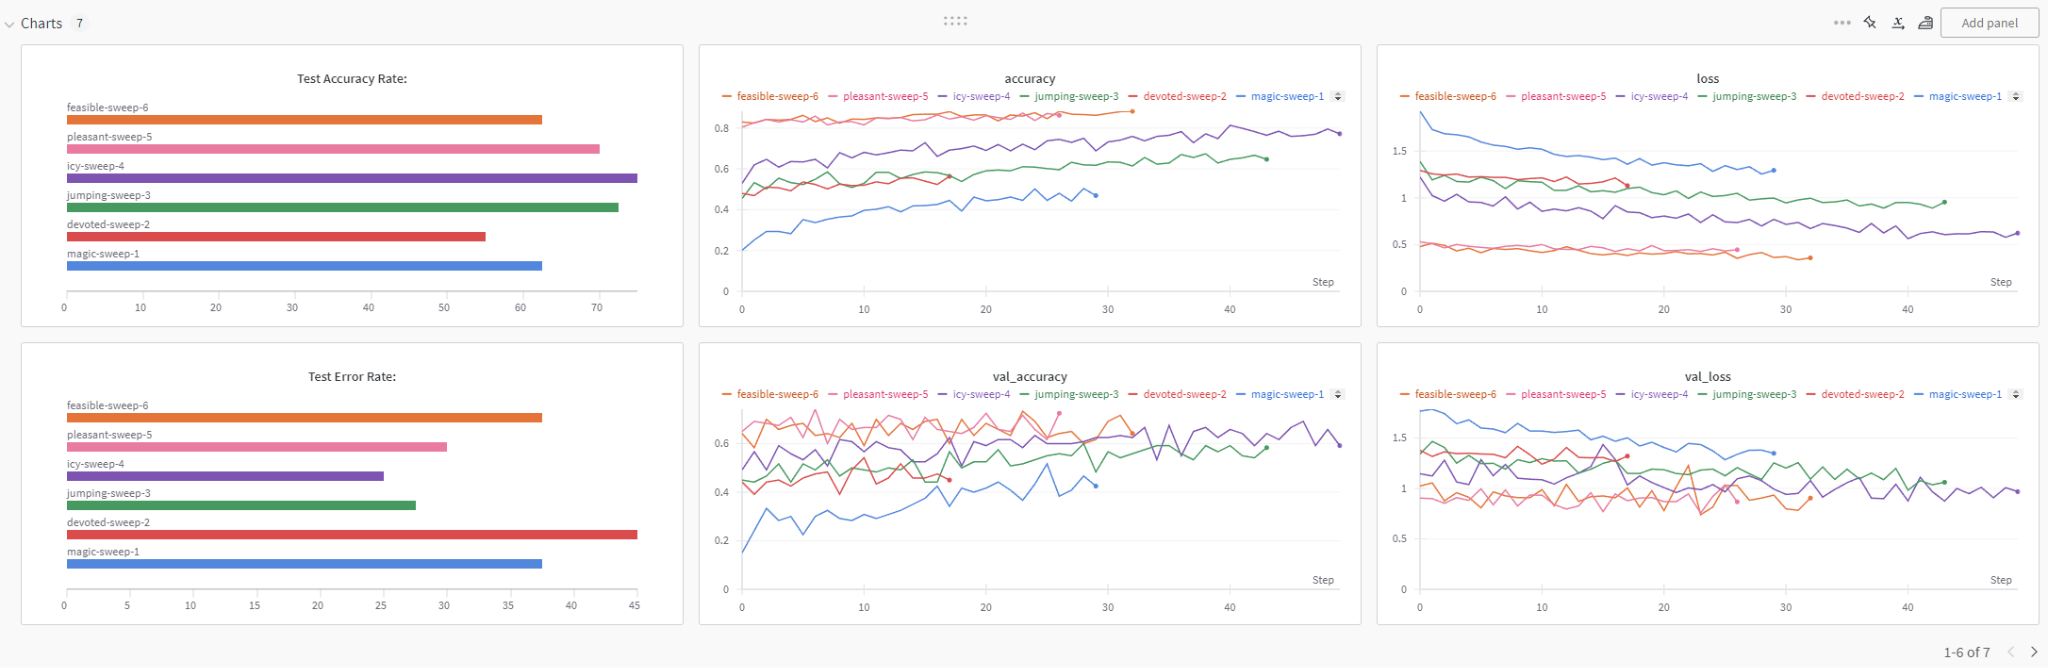 Charts 7
Add panel
Test Accuracy Rate:
feasible-sweep-6
pleasant-sweep-5
icy-sweep-4
jumping-sweep-3
devoted-sweep-2
magic-sweep-1
0 10 20 30 40 50 60 70
accuracy
feasible-sweep-6 pleasant-sweep-5 icy-sweep-4 jumping-sweep-3 devoted-sweep-2 magic-sweep-1
0.8
0.6
0.4
0.2
0
Step
0 10 20 30 40
loss
feasible-sweep-6 pleasant-sweep-5 icy-sweep-4 jumping-sweep-3 devoted-sweep-2 magic-sweep-1
1.5
1
0.5
0
Step
0 10 20 30 40
Test Error Rate:
feasible-sweep-6
pleasant-sweep-5
icy-sweep-4
jumping-sweep-3
devoted-sweep-2
magic-sweep-1
0 5 10 15 20 25 30 35 40 45
val_accuracy
feasible-sweep-6 pleasant-sweep-5 icy-sweep-4 jumping-sweep-3 devoted-sweep-2 magic-sweep-1
0.6
0.4
0.2
0
Step
0 10 20 30 40
val_loss
feasible-sweep-6 pleasant-sweep-5 icy-sweep-4 jumping-sweep-3 devoted-sweep-2 magic-sweep-1
1.5
1
0.5
0
Step
0 10 20 30 40
1-6 of 7